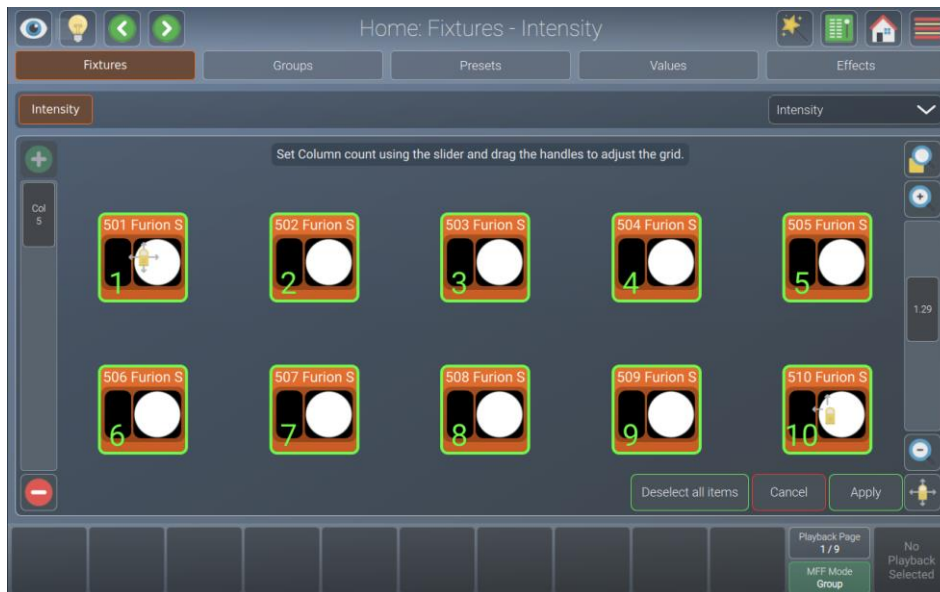 Home: Fixtures - Intensity
Fixtures
Groups
Presets
Values
Effects
Intensity
Intensity
Set Column count using the slider and drag the handles to adjust the grid.
Col
5
501 Furion S
1
502 Furion S
2
503 Furion S
3
504 Furion S
4
505 Furion S
5
1.29
506 Furion S
6
507 Furion S
7
508 Furion S
8
509 Furion S
9
510 Furion S
10
Deselect all items
Cancel
Apply
Playback Page
1/9
MFF Mode
Group
No
Playback
Selected